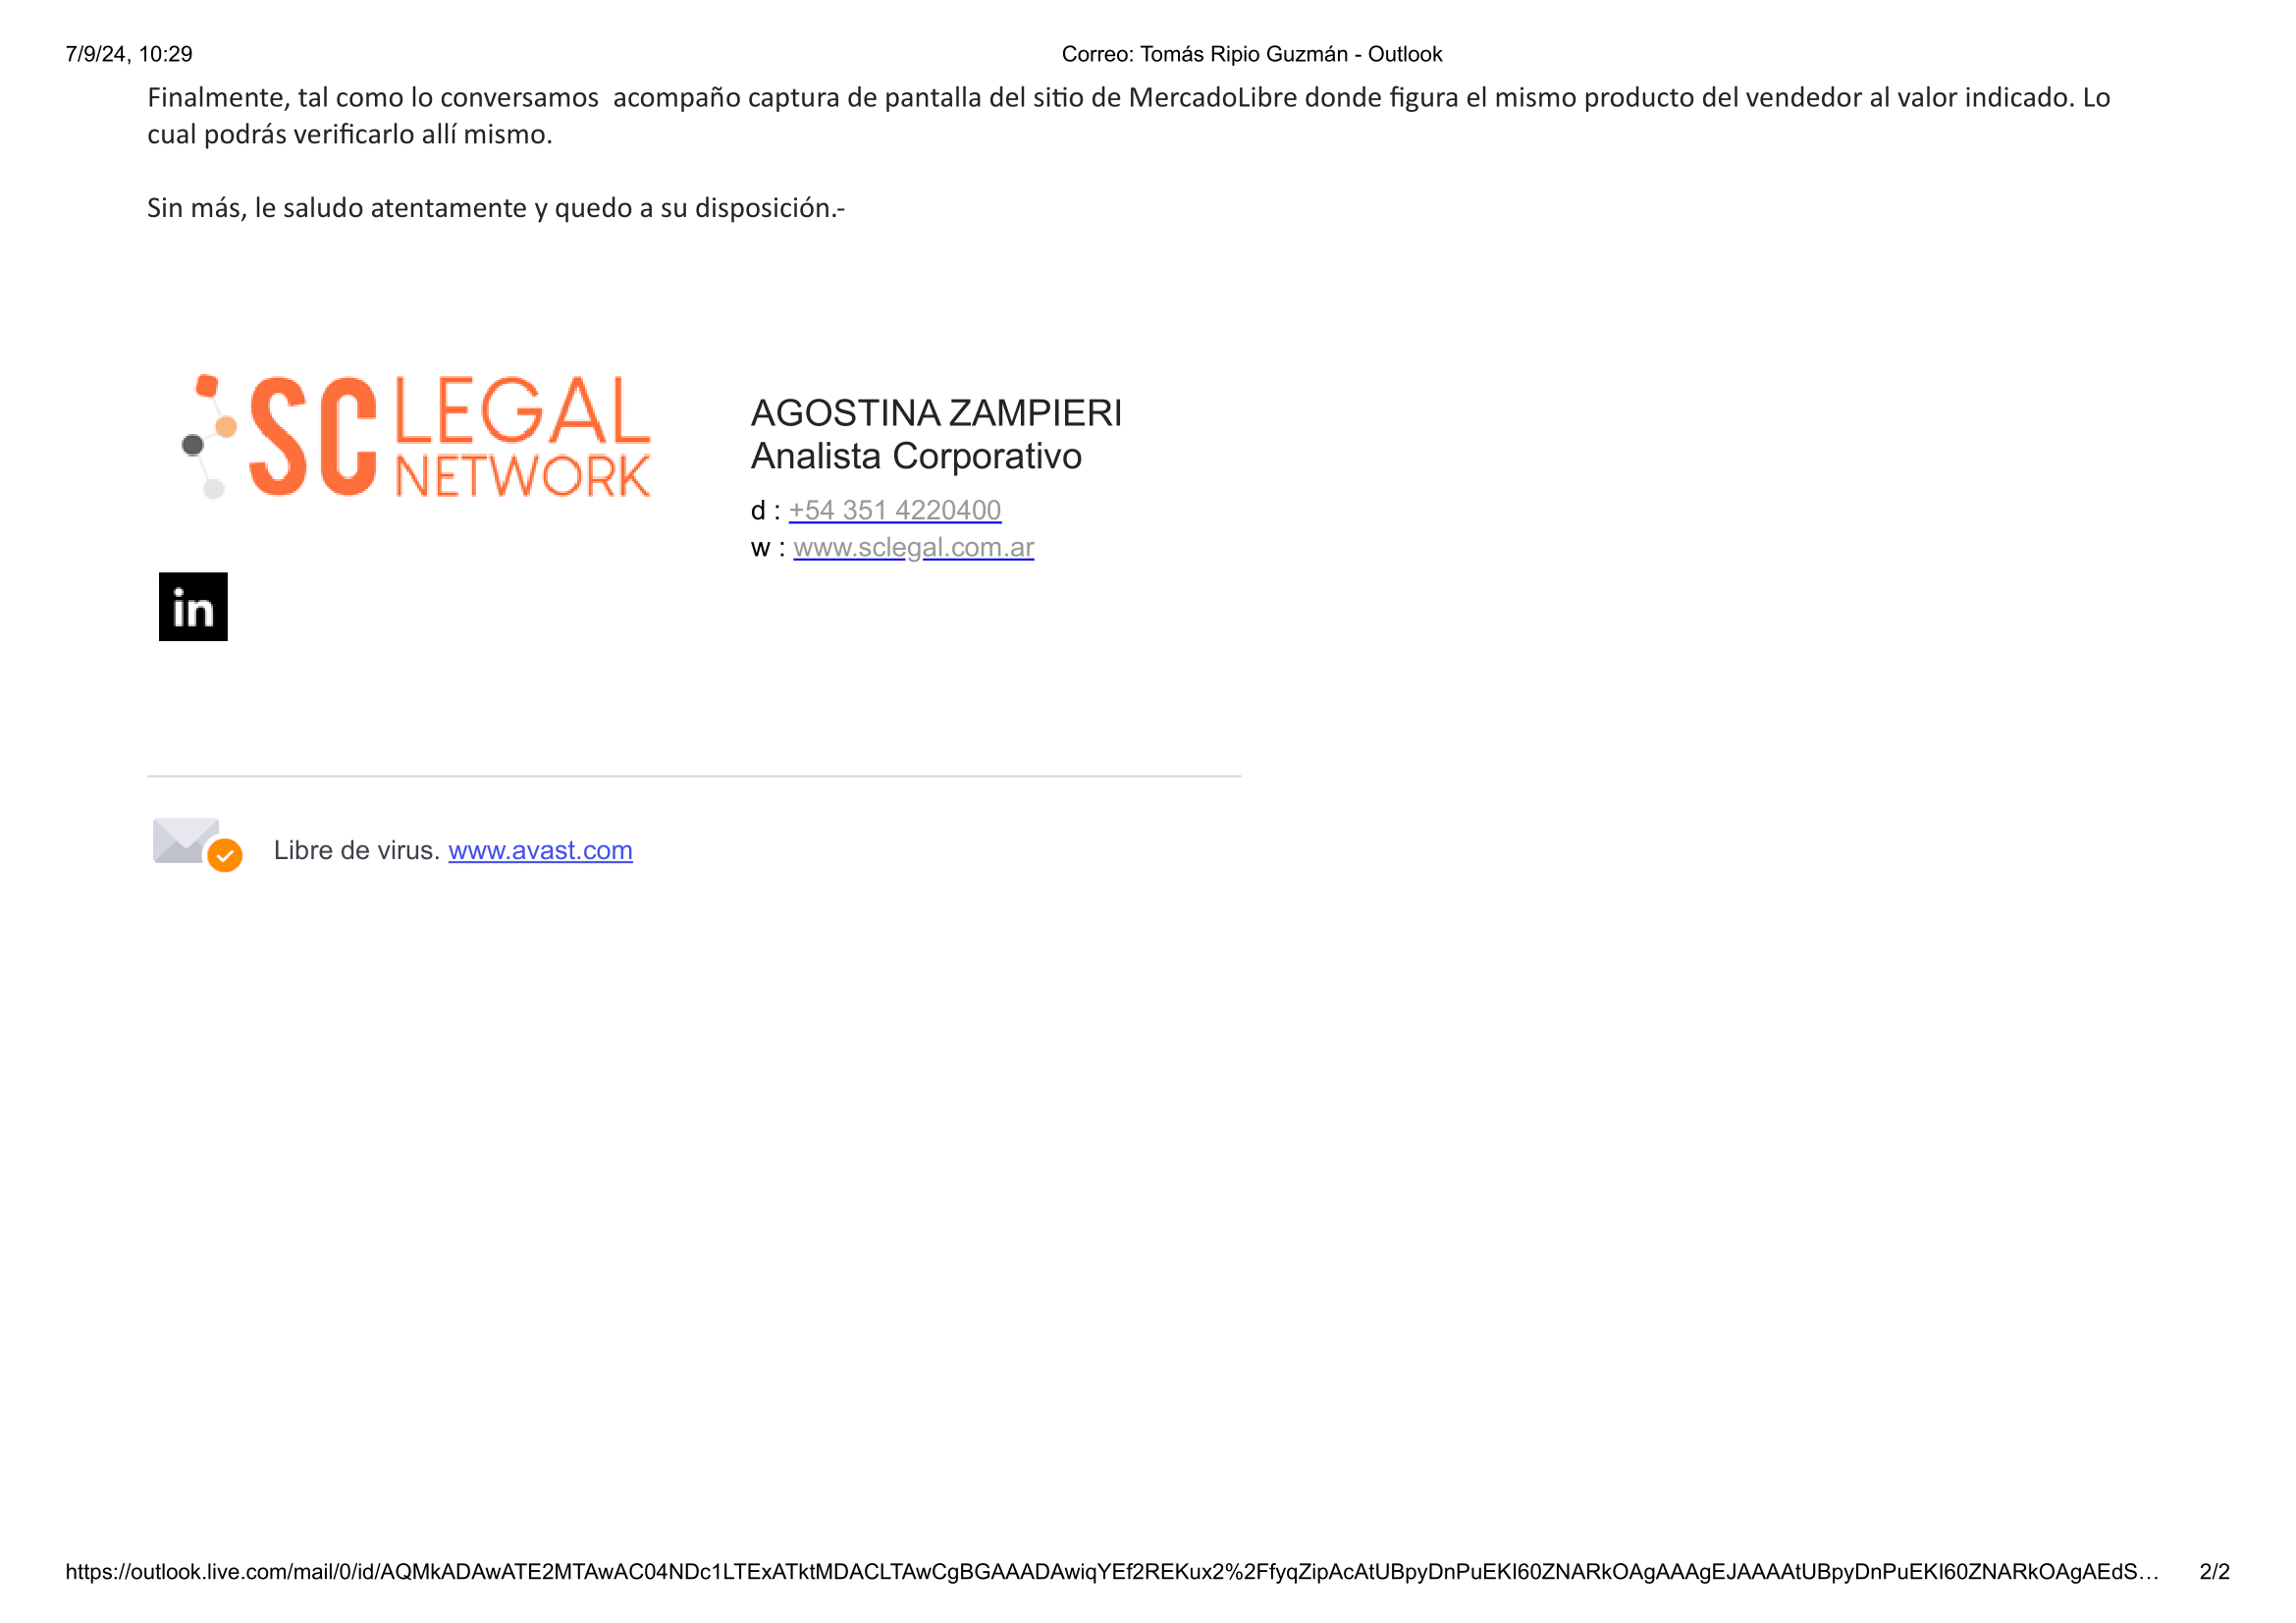 7/9/24, 10:29 Correo: Tomás Ripio Guzmán - Outlook
Finalmente, tal como lo conversamos  acompaño captura de pantalla del sitio de MercadoLibre donde figura el mismo producto del vendedor al valor indicado. Lo
cual podrás verificarlo allí mismo.
Sin más, le saludo atentamente y quedo a su disposición.-
SC LEGAL
NETWORK
AGOSTINA ZAMPIERI
Analista Corporativo
d : +54 351 4220400
w : www.sclegal.com.ar
in
Libre de virus. www.avast.com
https://outlook.live.com/mail/0/id/AQMkADAwATE2MTAwAC04NDc1LTExATktMDACLTAwCgBGAAADAwiqYEf2REKux2%2FfyqZipAcAtUBpyDnPuEKI60ZNARkOAgAAAgEJAAAAtUBpyDnPuEKI60ZNARkOAgAEdS… 2/2